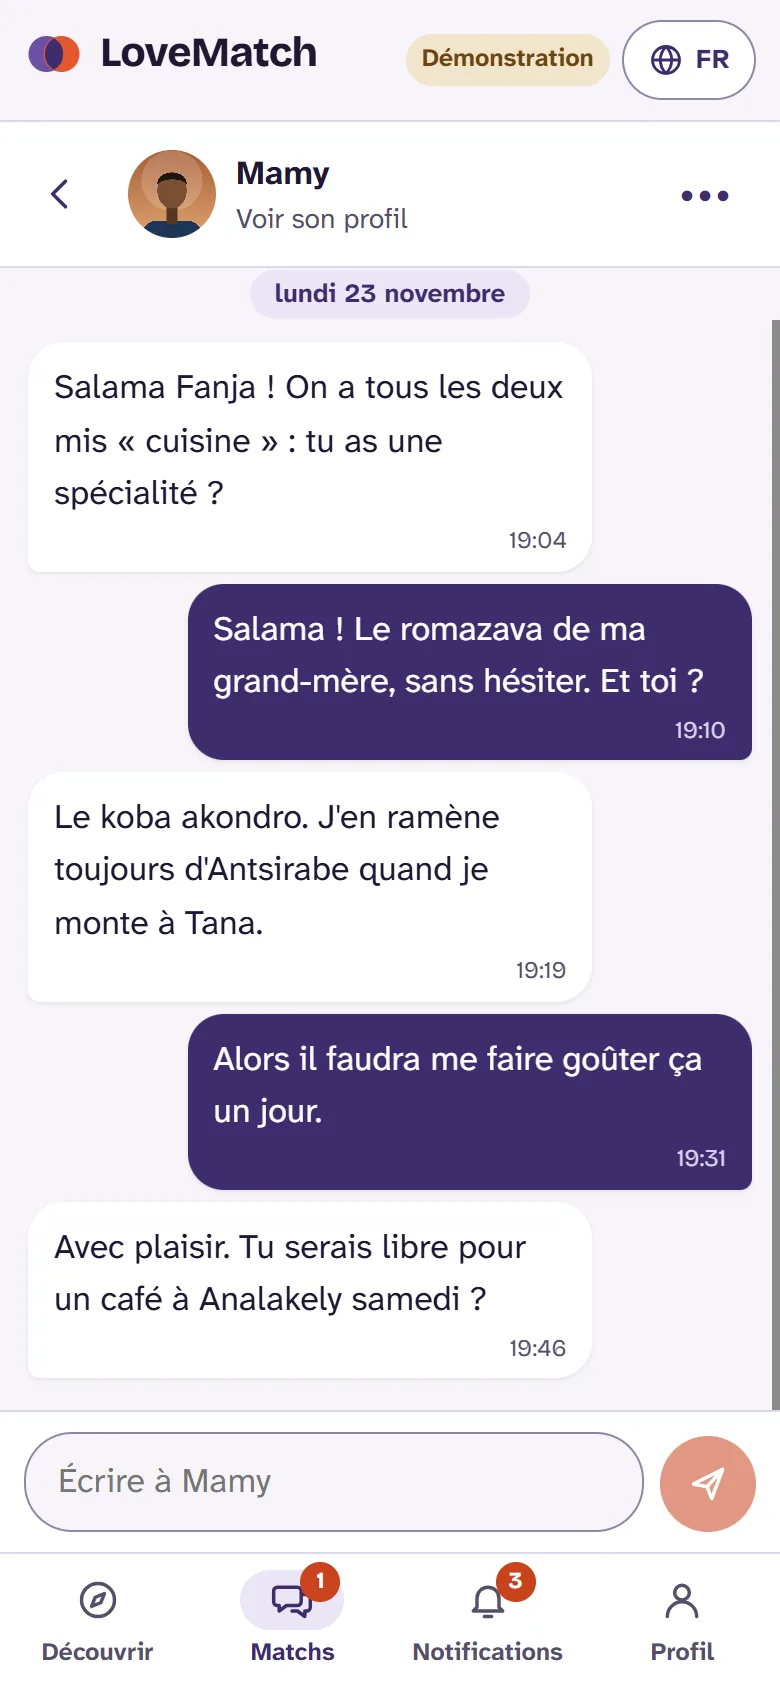 LoveMatch
Démonstration
FR
Mamy
Voir son profil
lundi 23 novembre
Salama Fanja ! On a tous les deux
mis « cuisine » : tu as une
spécialité ?
19:04
Salama ! Le romazava de ma
grand-mère, sans hésiter. Et toi ?
19:10
Le koba akondro. J'en ramène
toujours d'Antsirabe quand je
monte à Tana.
19:19
Alors il faudra me faire goûter ça
un jour.
19:31
Avec plaisir. Tu serais libre pour
un café à Analakely samedi ?
19:46
Écrire à Mamy
1
3
Découvrir
Matchs
Notifications
Profil